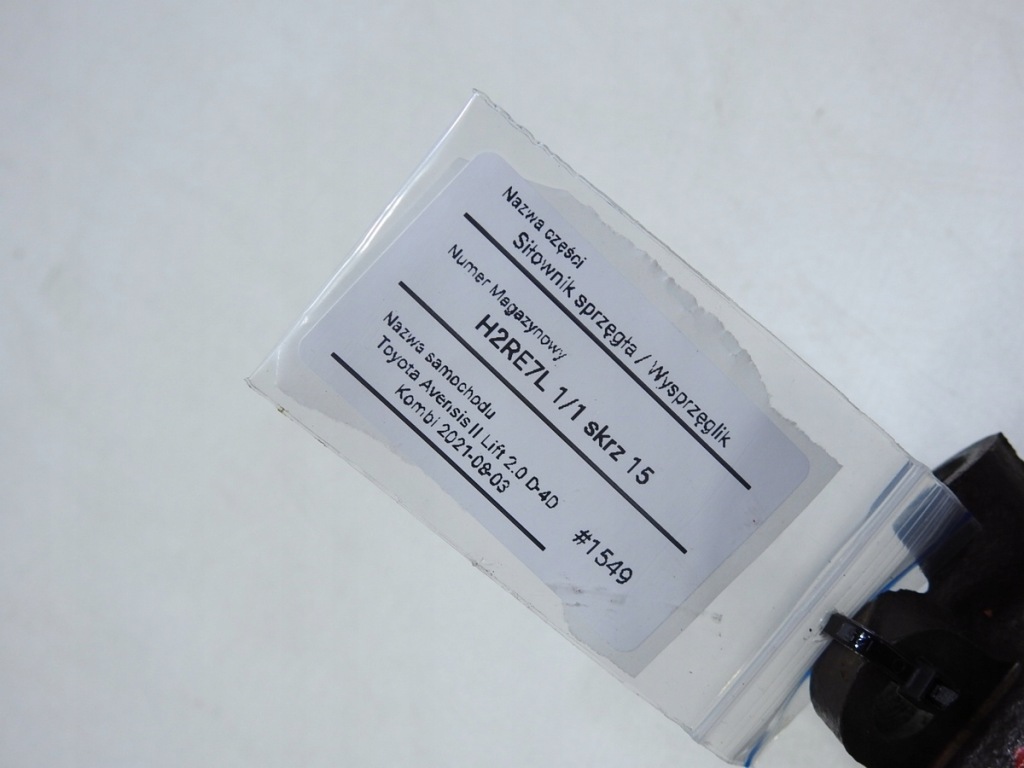 Nazwa części
Siłownik sprzęgła / Wysprzęglik
Numer Magazynowy
H2RE7L 1/1 skrz 15
Nazwa samochodu
Toyota Avensis II Lift 2.0 D-4D
Kombi 2021-08-03
#1549